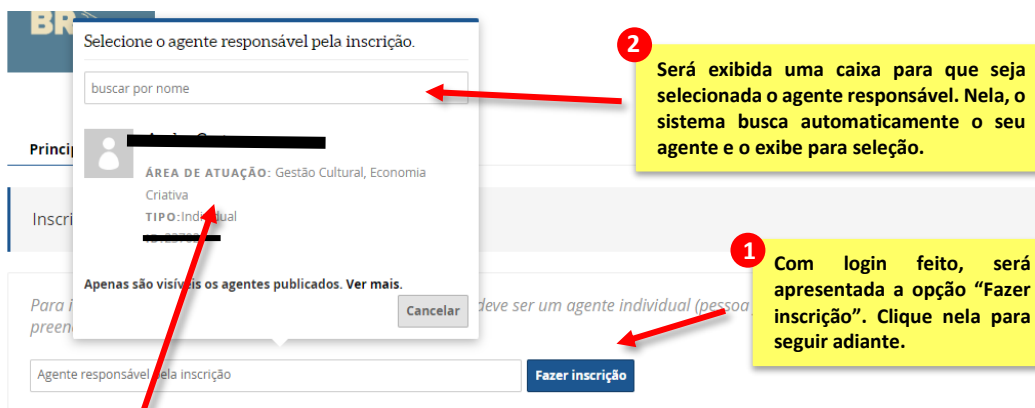 BR
Selecione o agente responsável pela inscrição.
buscar por nome
ÁREA DE ATUAÇÃO: Gestão Cultural, Economia
Criativa
TIPO:Individual
Apenas são visíveis os agentes publicados. Ver mais.
Cancelar
2
Será exibida uma caixa para que seja
selecionada o agente responsável. Nela, o
sistema busca automaticamente o seu
agente e o exibe para seleção.
Princip
Inscri
1
Com login feito, será
apresentada a opção “Fazer
inscrição”. Clique nela para
seguir adiante.
Para i
deve ser um agente individual (pessoa
preen
Agente responsável pela inscrição
Fazer inscrição